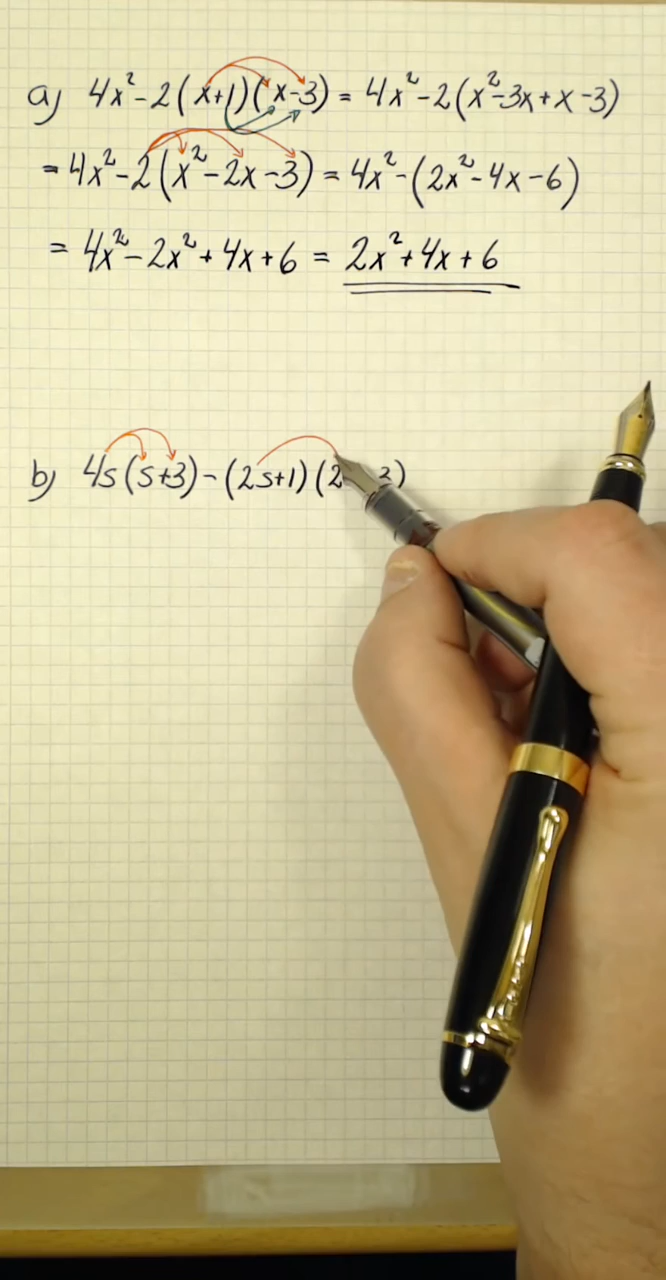 a) 4x² - 2(x+1)(x-3) = 4x² - 2(x²-3x+x-3)
= 4x² - 2(x² - 2x - 3) = 4x² - (2x² - 4x - 6)
= 4x² - 2x² + 4x + 6 = 2x² + 4x + 6
b) 4s(s+3) - (2s+1)(2 3)